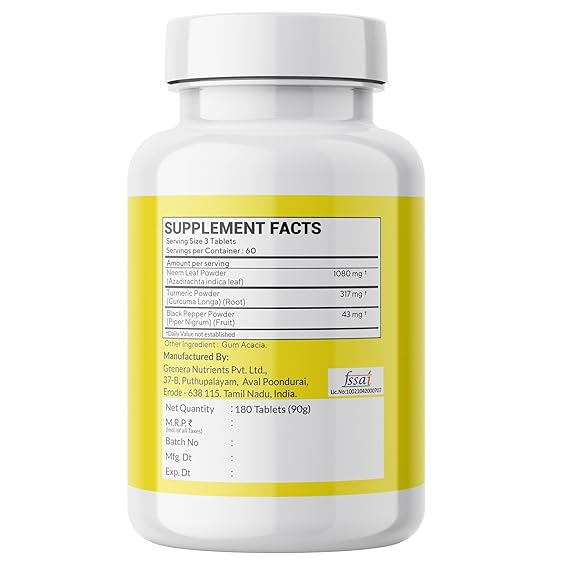 SUPPLEMENT FACTS
Serving Size 3 Tablets
Servings per Container : 60
Amount per serving
Neem Leaf Powder 1080 mg †
(Azadirachta indica leaf)
Turmeric Powder 317 mg †
(Curcuma Longa) (Root)
Black Pepper Powder 43 mg †
(Piper Nigrum) (Fruit)
†Daily Value not established
Other Ingredient : Gum Acacia.
Manufactured By:
Grenera Nutrients Pvt. Ltd.,
37-B, Puthupalayam, Aval Poondurai,
Erode - 638 115. Tamil Nadu, India.
fssai
Lic.No:10021042000707
Net Quantity : 180 Tablets (90g)
M.R.P.₹ :
(Incl. of all Taxes)
Batch No :
Mfg. Dt :
Exp. Dt :